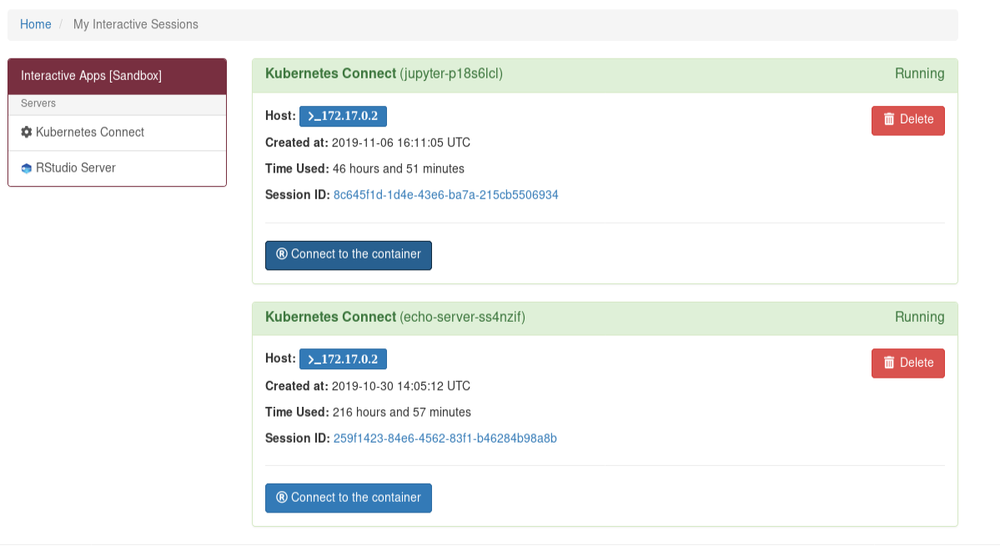 Home / My Interactive Sessions
Interactive Apps [Sandbox]
Servers
Kubernetes Connect
RStudio Server
Kubernetes Connect (jupyter-p18s6lcl) Running
Host: >_172.17.0.2 Delete
Created at: 2019-11-06 16:11:05 UTC
Time Used: 46 hours and 51 minutes
Session ID: 8c645f1d-1d4e-43e6-ba7a-215cb5506934
® Connect to the container
Kubernetes Connect (echo-server-ss4nzif) Running
Host: >_172.17.0.2 Delete
Created at: 2019-10-30 14:05:12 UTC
Time Used: 216 hours and 57 minutes
Session ID: 259f1423-84e6-4562-83f1-b46284b98a8b
® Connect to the container